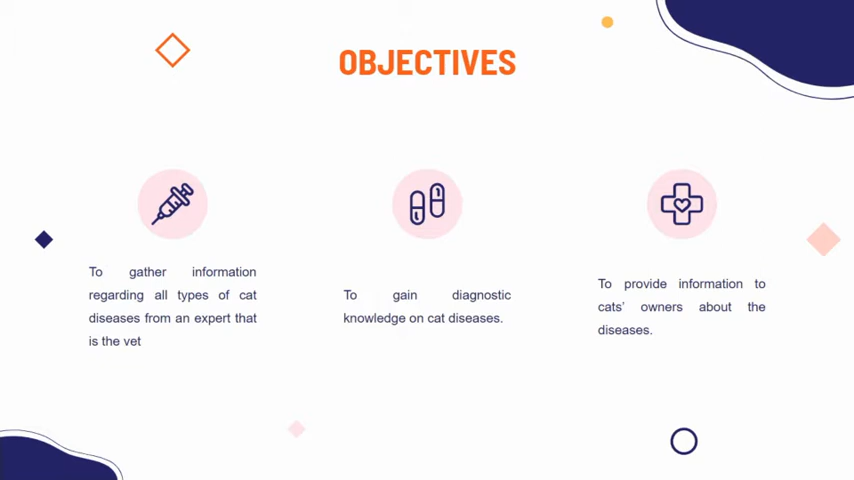 OBJECTIVES
To gather information
regarding all types of cat
diseases from an expert that
is the vet
To gain diagnostic
knowledge on cat diseases.
To provide information to
cats’ owners about the
diseases.